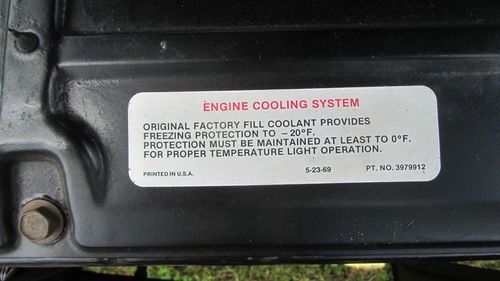 ENGINE COOLING SYSTEM
ORIGINAL FACTORY FILL COOLANT PROVIDES
FREEZING PROTECTION TO −20°F.
PROTECTION MUST BE MAINTAINED AT LEAST TO 0°F.
FOR PROPER TEMPERATURE LIGHT OPERATION.
PRINTED IN U.S.A. 5-23-69 PT. NO. 3979912